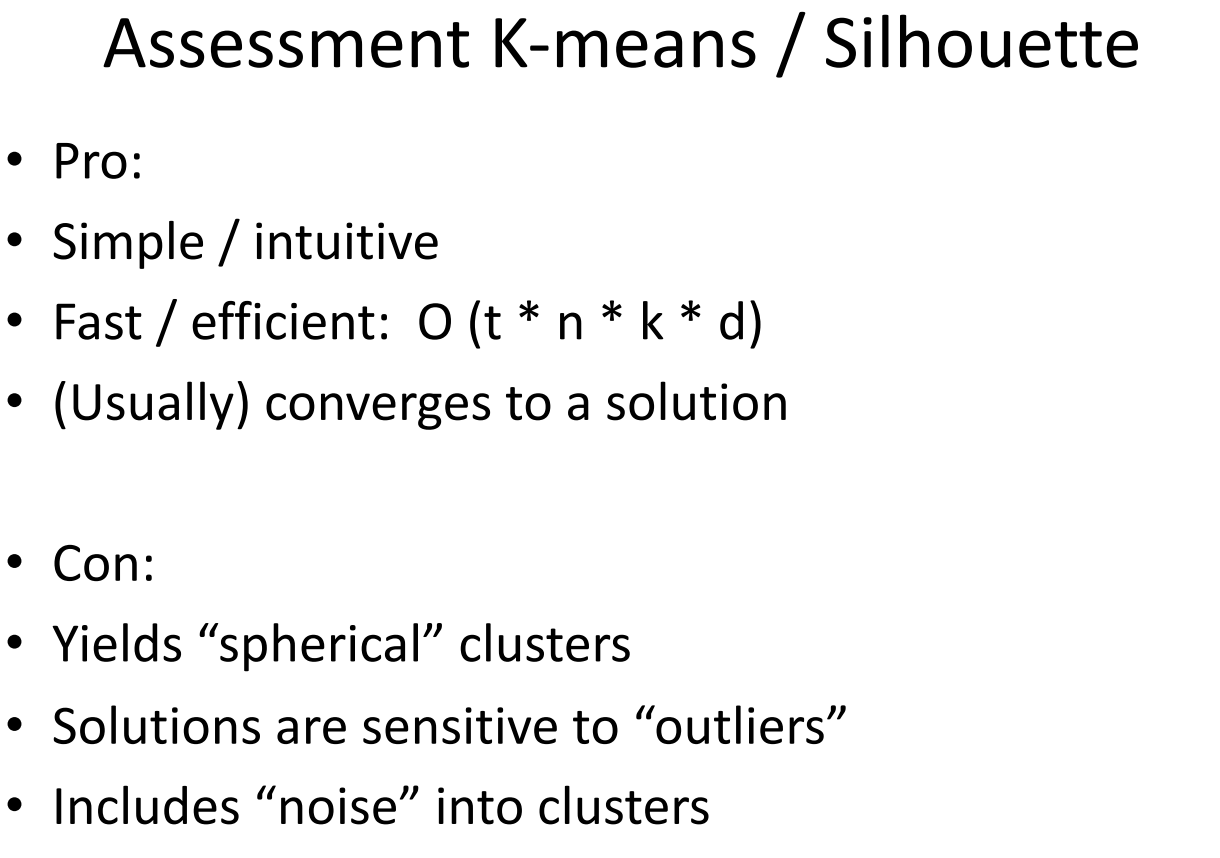 Assessment K-means / Silhouette
• Pro:
• Simple / intuitive
• Fast / efficient:  O (t * n * k * d)
• (Usually) converges to a solution
• Con:
• Yields “spherical” clusters
• Solutions are sensitive to “outliers”
• Includes “noise” into clusters